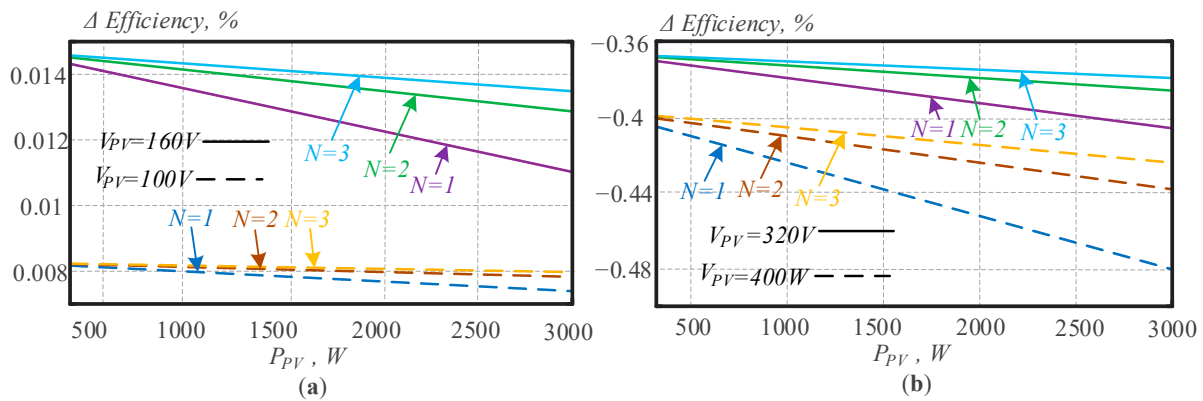 Δ Efficiency, %
0.014
0.012
0.01
0.008
V_PV=160V
V_PV=100V
N=3
N=2
N=1
N=1
N=2
N=3
500
1000
1500
2000
2500
3000
P_PV , W
(a)
Δ Efficiency, %
−0.36
−0.4
−0.44
−0.48
N=1
N=2
N=3
N=1
N=2
N=3
V_PV=320V
V_PV=400W
500
1000
1500
2000
2500
3000
P_PV , W
(b)